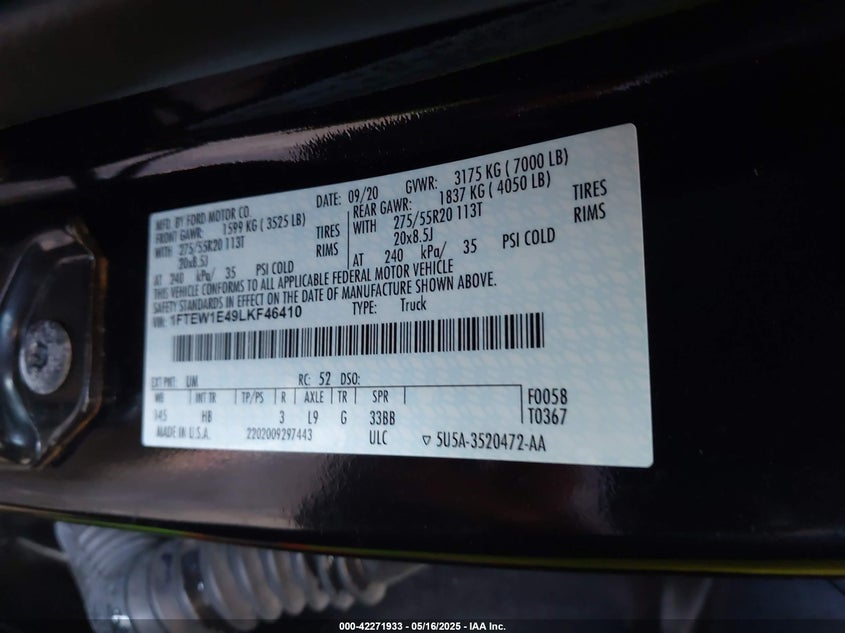 MFD. BY FORD MOTOR CO. DATE: 09/20 GVWR: 3175 KG ( 7000 LB)
FRONT GAWR: 1599 KG ( 3525 LB) REAR GAWR: 1837 KG ( 4050 LB)
WITH 275/55R20 113T TIRES WITH 275/55R20 113T TIRES
20x8.5J RIMS 20x8.5J RIMS
AT 240 kPa/ 35 PSI COLD AT 240 kPa/ 35 PSI COLD
THIS VEHICLE CONFORMS TO ALL APPLICABLE FEDERAL MOTOR VEHICLE
SAFETY STANDARDS IN EFFECT ON THE DATE OF MANUFACTURE SHOWN ABOVE.
VIN: 1FTEW1E49LKF46410 TYPE: Truck
EXT PNT: UM RC: 52 DSO:
WB INT TR TP/PS R AXLE TR SPR F0058
145 HB 3 L9 G 33BB T0367
MADE IN U.S.A. 2202009297443 ULC ▽ 5U5A-3520472-AA
000-42271933 - 05/16/2025 - IAA Inc.